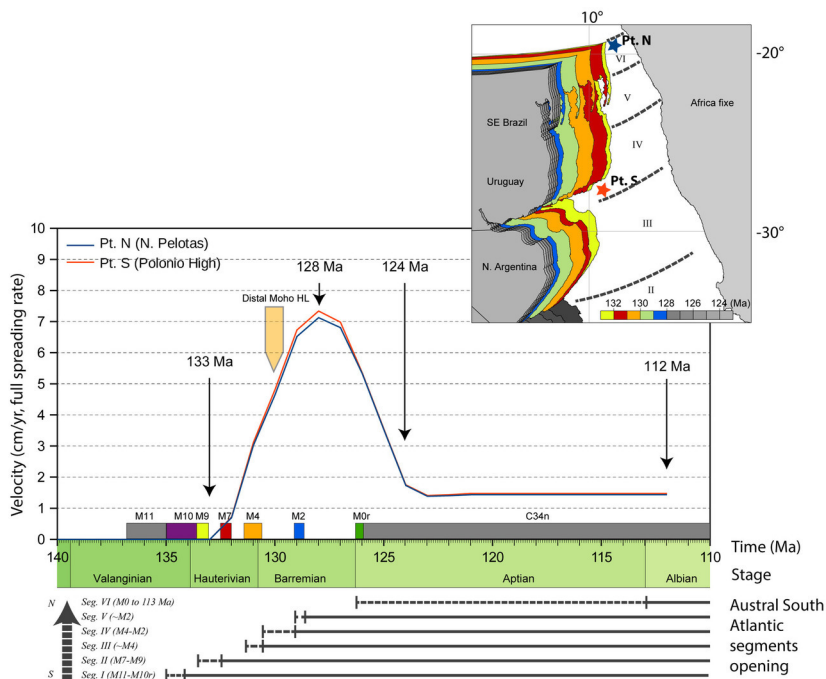 10°
Pt. N
-20°
VI
V
Africa fixe
SE Brazil
IV
Uruguay
Pt. S
III
-30°
N. Argentina
II
132 130 128 126 124 (Ma)
Velocity (cm/yr, full spreading rate)
10
9
8
7
6
5
4
3
2
1
0
Pt. N (N. Pelotas)
Pt. S (Polonio High)
128 Ma
124 Ma
Distal Moho HL
133 Ma
112 Ma
M11 M10 M9 M7 M4 M2 M0r C34n
140 135 130 125 120 115 110
Time (Ma)
Valanginian Hauterivian Barremian Aptian Albian
Stage
N
Seg. VI (M0 to 113 Ma)
Seg. V (~M2)
Seg. IV (M4-M2)
Seg. III (~M4)
Seg. II (M7-M9)
S
Seg. I (M11-M10r)
Austral South
Atlantic
segments
opening